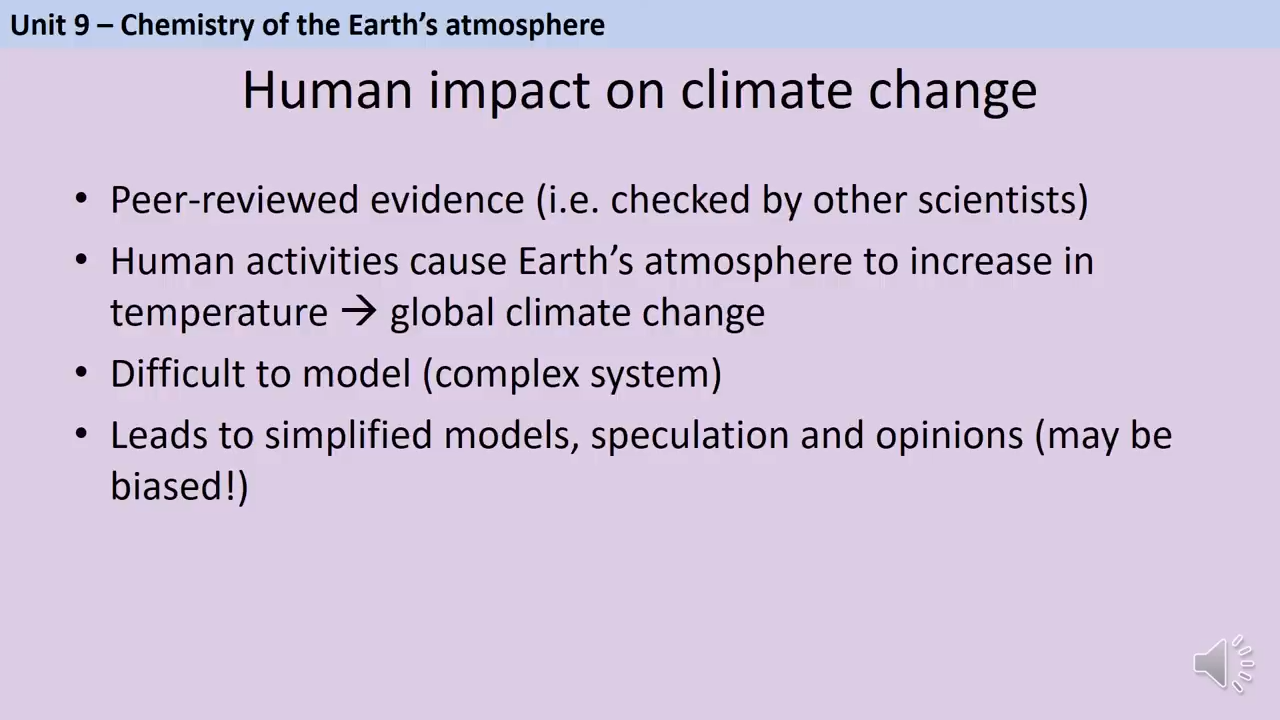 Unit 9 – Chemistry of the Earth’s atmosphere
Human impact on climate change
• Peer-reviewed evidence (i.e. checked by other scientists)
• Human activities cause Earth’s atmosphere to increase in
temperature → global climate change
• Difficult to model (complex system)
• Leads to simplified models, speculation and opinions (may be
biased!)